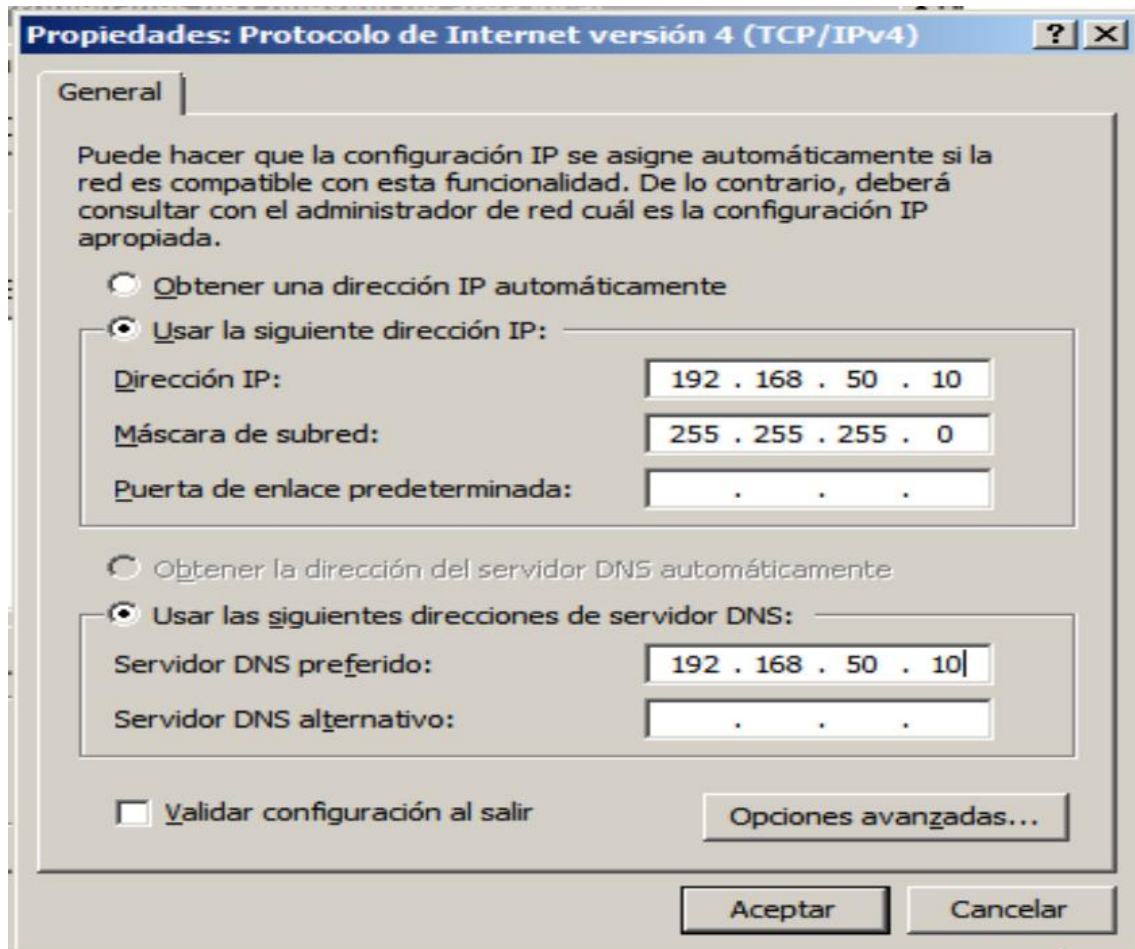 Propiedades: Protocolo de Internet versión 4 (TCP/IPv4)
General
Puede hacer que la configuración IP se asigne automáticamente si la
red es compatible con esta funcionalidad. De lo contrario, deberá
consultar con el administrador de red cuál es la configuración IP
apropiada.
Obtener una dirección IP automáticamente
Usar la siguiente dirección IP:
Dirección IP: 192 . 168 . 50 . 10
Máscara de subred: 255 . 255 . 255 . 0
Puerta de enlace predeterminada: . . .
Obtener la dirección del servidor DNS automáticamente
Usar las siguientes direcciones de servidor DNS:
Servidor DNS preferido: 192 . 168 . 50 . 10
Servidor DNS alternativo: . . .
Validar configuración al salir
Opciones avanzadas...
Aceptar Cancelar